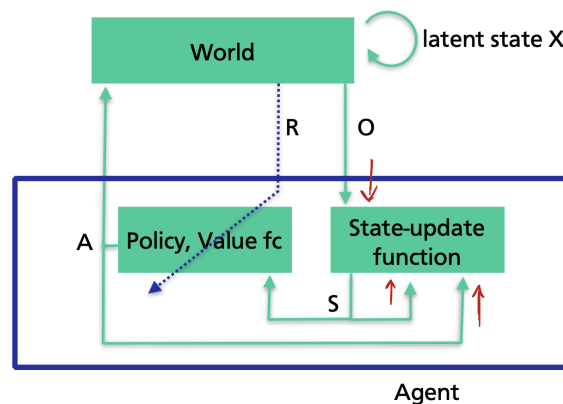 World
latent state X
R
O
A
Policy, Value fc
State-update
function
S
Agent